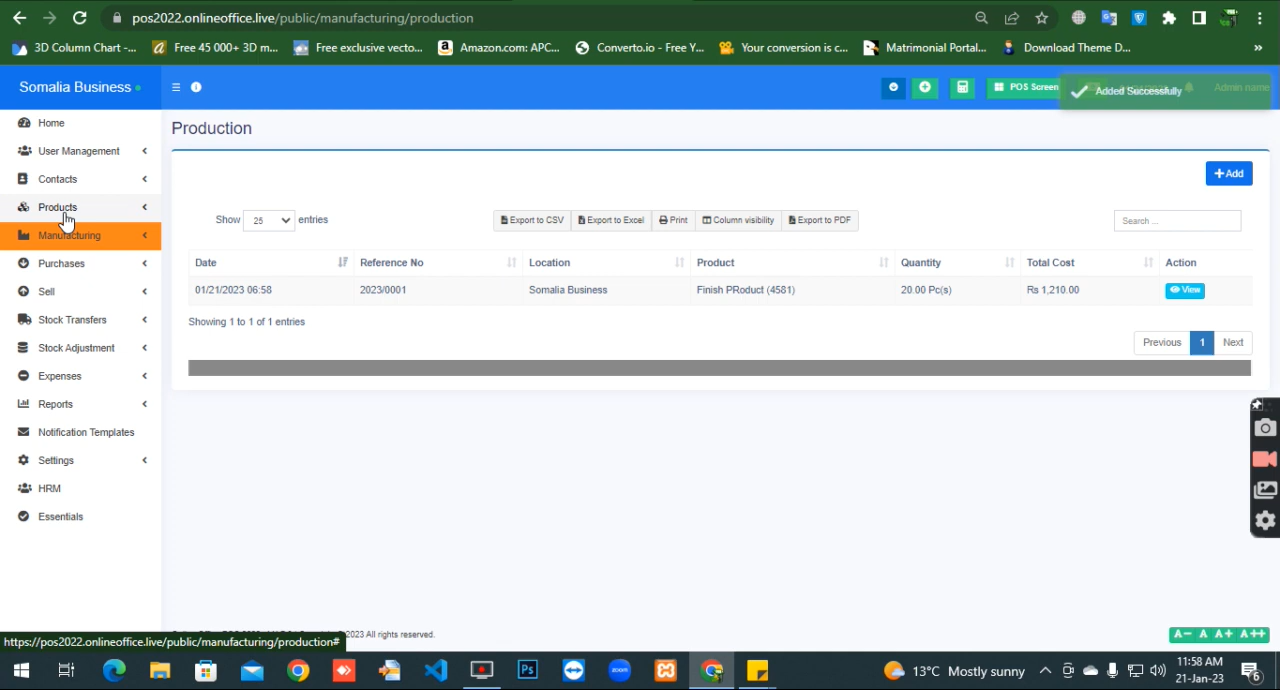 pos2022.onlineoffice.live/public/manufacturing/production
3D Column Chart -... Free 45 000+ 3D m... Free exclusive vecto... Amazon.com: APC... Converto.io - Free Y... Your conversion is c... Matrimonial Portal... Download Theme D... »
Somalia Business
POS Screen
Added Successfully
Admin name
Home
User Management
Contacts
Products
Manufacturing
Purchases
Sell
Stock Transfers
Stock Adjustment
Expenses
Reports
Notification Templates
Settings
HRM
Essentials
Production
+Add
Show 25 entries
Export to CSV Export to Excel Print Column visibility Export to PDF
Search ...
Date Reference No Location Product Quantity Total Cost Action
01/21/2023 06:58 2023/0001 Somalia Business Finish PRoduct (4581) 20.00 Pc(s) Rs 1,210.00 View
Showing 1 to 1 of 1 entries
Previous 1 Next
2023 All rights reserved.
A- A A+ A++
https://pos2022.onlineoffice.live/public/manufacturing/production#
Ps
zoom
13°C Mostly sunny
11:58 AM
21-Jan-23
6